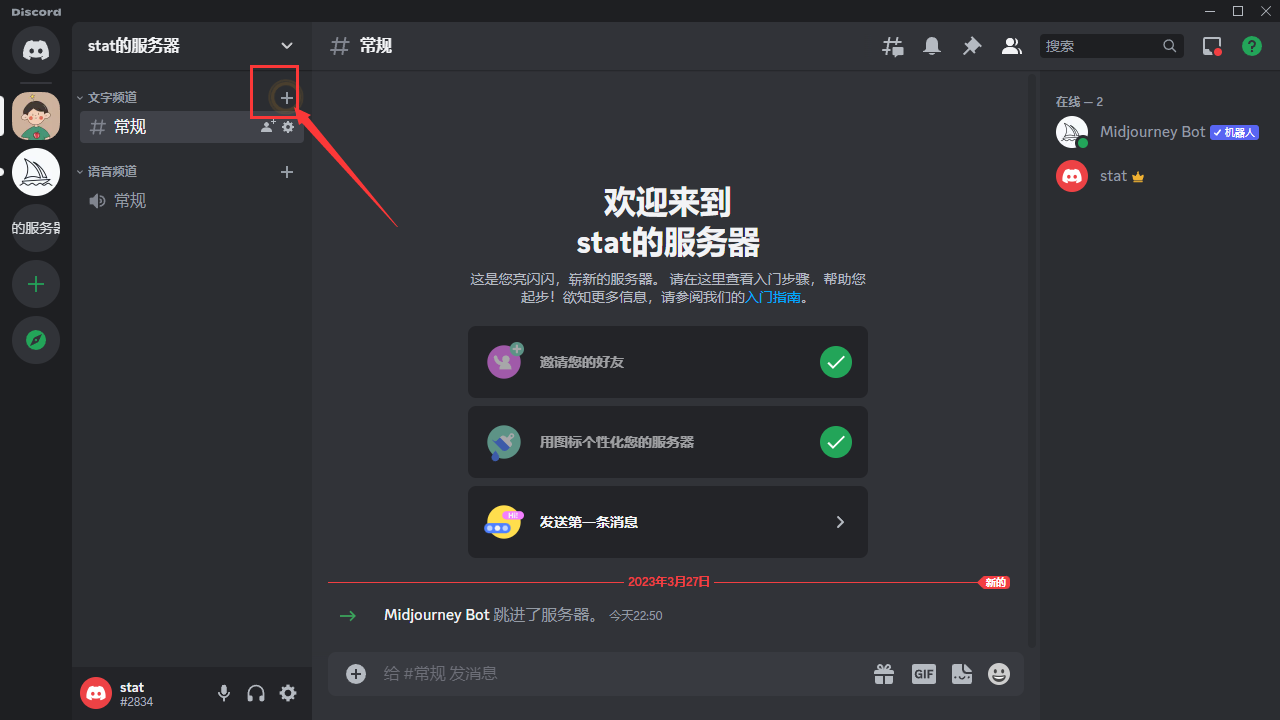 Discord
stat的服务器
常规
搜索
文字频道
常规
语音频道
常规
的服务器
欢迎来到
stat的服务器
这是您亮闪闪，崭新的服务器。 请在这里查看入门步骤，帮助您
起步！欲知更多信息，请参阅我们的入门指南。
邀请您的好友
用图标个性化您的服务器
Hi!
发送第一条消息
2023年3月27日
新的
Midjourney Bot 跳进了服务器。 今天22:50
给 #常规 发消息
GIF
在线 — 2
Midjourney Bot 机器人
stat
stat
#2834